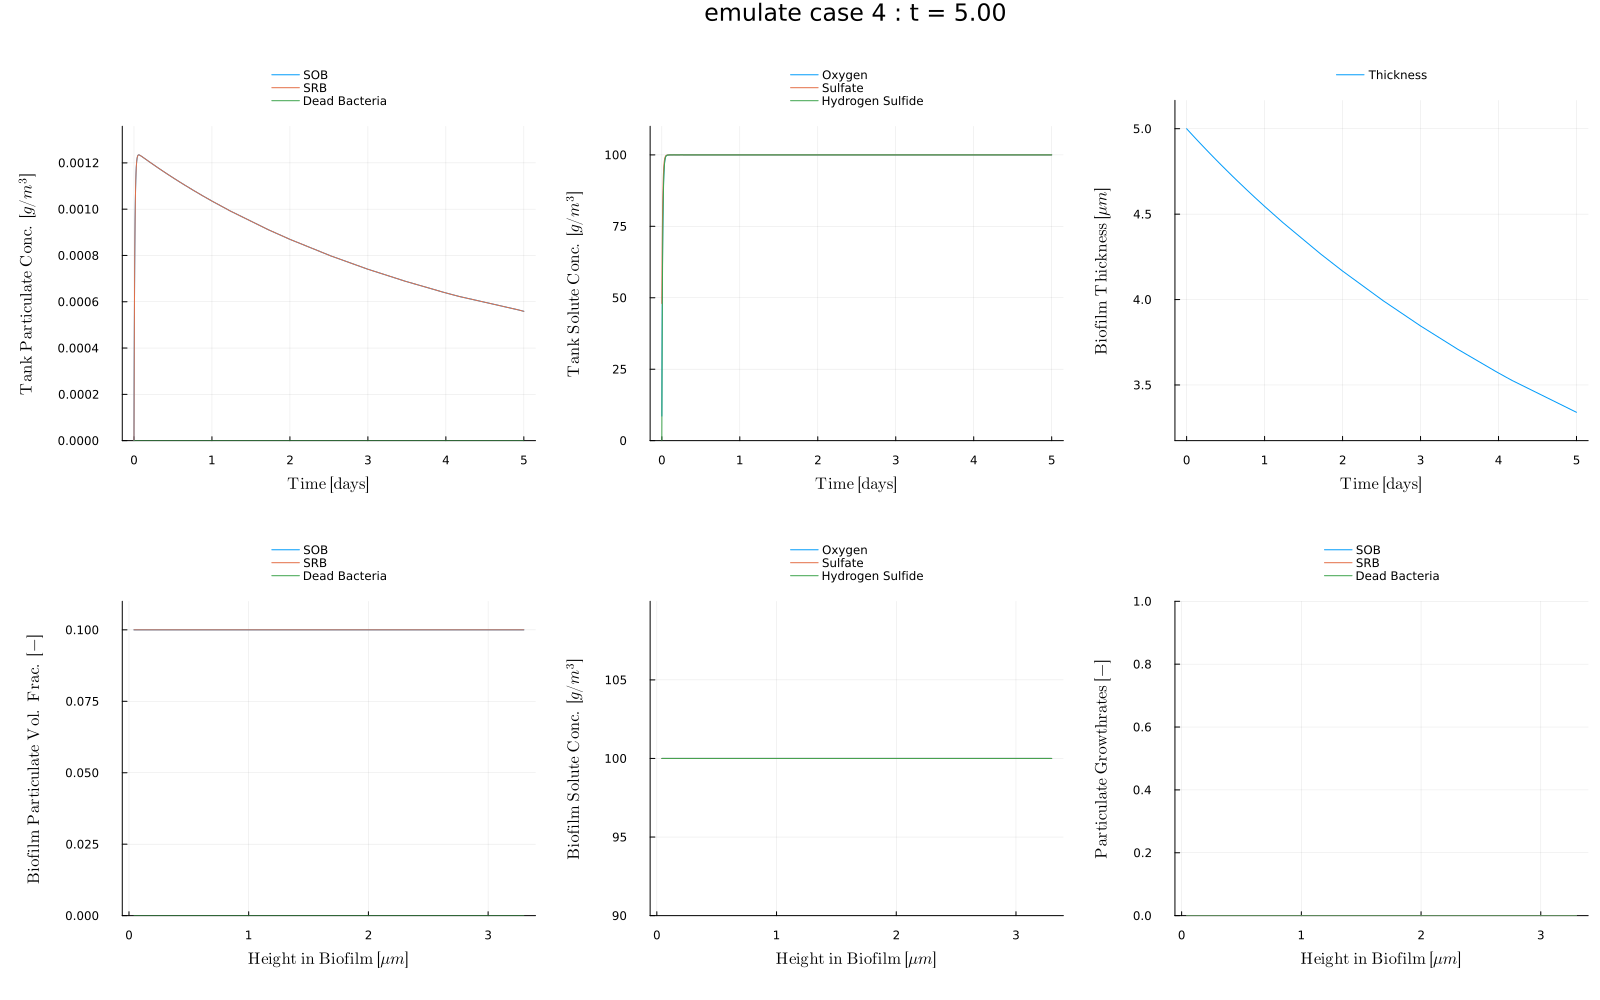 emulate case 4 : t = 5.00
SOB
SRB
Dead Bacteria
Tank Particulate Conc. [g/m³]
0.0012
0.0010
0.0008
0.0006
0.0004
0.0002
0.0000
0 1 2 3 4 5
Time [days]
Oxygen
Sulfate
Hydrogen Sulfide
Tank Solute Conc. [g/m³]
100
75
50
25
0
0 1 2 3 4 5
Time [days]
Thickness
Biofilm Thickness [μm]
5.0
4.5
4.0
3.5
0 1 2 3 4 5
Time [days]
SOB
SRB
Dead Bacteria
Biofilm Particulate Vol. Frac. [−]
0.100
0.075
0.050
0.025
0.000
0 1 2 3
Height in Biofilm [μm]
Oxygen
Sulfate
Hydrogen Sulfide
Biofilm Solute Conc. [g/m³]
105
100
95
90
0 1 2 3
Height in Biofilm [μm]
SOB
SRB
Dead Bacteria
Particulate Growthrates [−]
1.0
0.8
0.6
0.4
0.2
0.0
0 1 2 3
Height in Biofilm [μm]